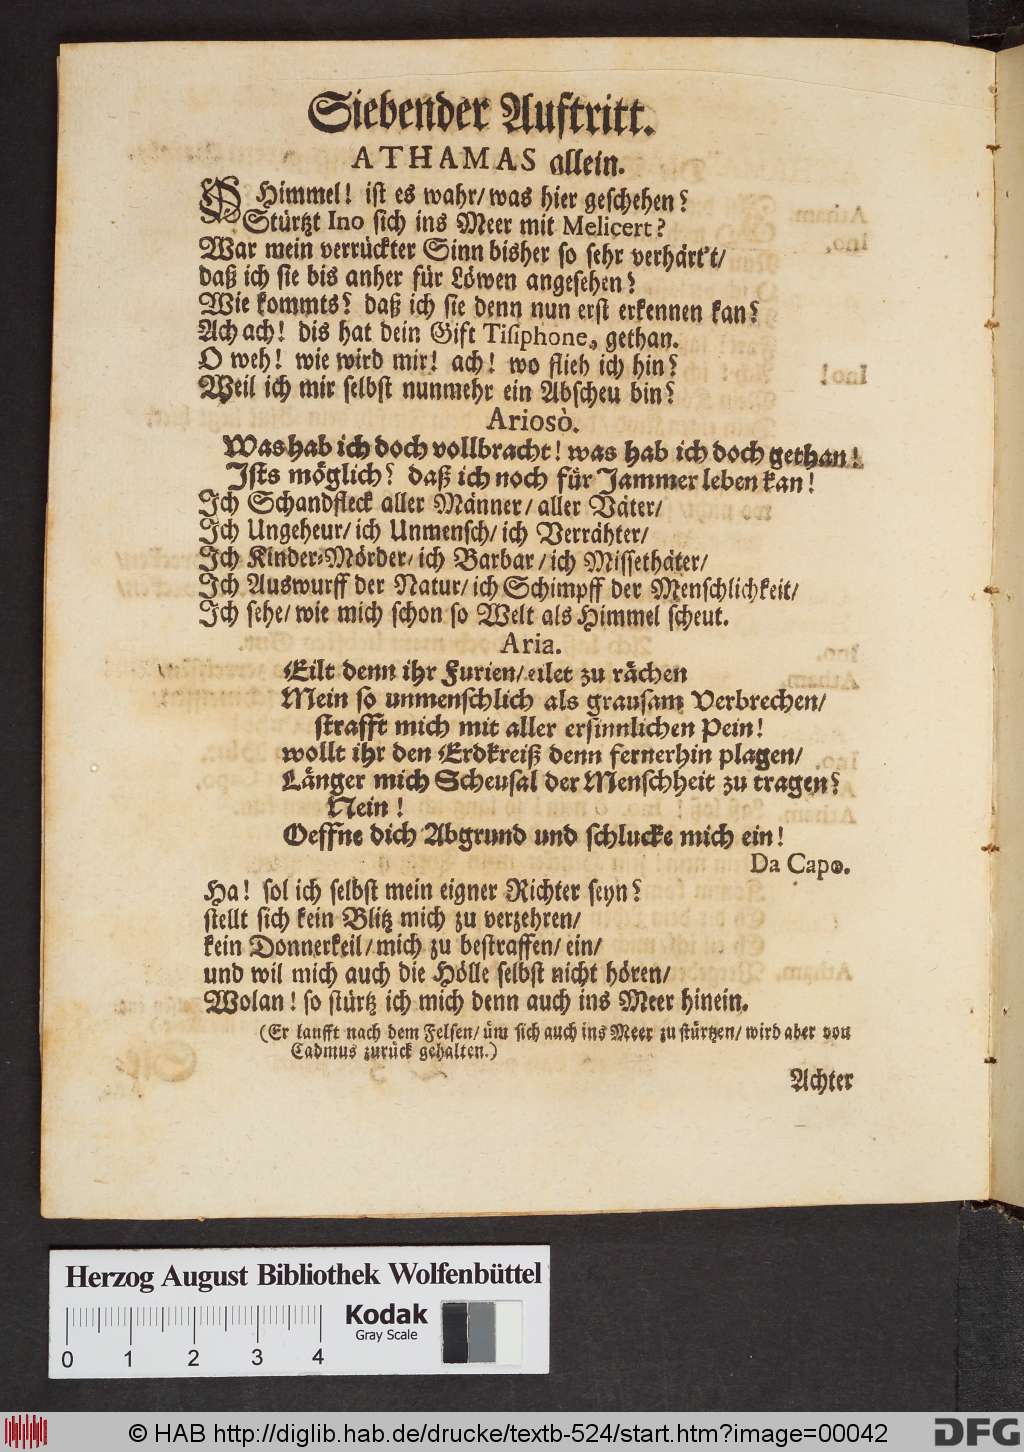 Siebender Auftritt.
ATHAMAS allein.
O Himmel! ist es wahr/ was hier geschehen?
Stürtzt Ino sich ins Meer mit Melicert?
War mein verrückter Sinn bisher so sehr verhärt't/
daß ich sie bis anher für Löwen angesehen?
Wie kommts? daß ich sie denn nun erst erkennen kan?
Ach ach! dis hat dein Gift Tisiphone, gethan.
O weh! wie wird mir! ach! wo flieh ich hin?
Weil ich mir selbst nunmehr ein Abscheu bin?
Ariosò.
Was hab ich doch vollbracht! was hab ich doch gethan!
Ists möglich? daß ich noch für Jammer leben kan!
Ich Schandfleck aller Männer/ aller Väter/
Ich Ungeheur/ ich Unmensch/ ich Verrähter/
Ich Kinder-Mörder/ ich Barbar/ ich Missethäter/
Ich Auswurff der Natur/ ich Schimpff der Menschlichkeit/
Ich sehe/ wie mich schon so Welt als Himmel scheut.
Aria.
Eilt denn ihr Furien/ eilet zu rächen
Mein so unmenschlich als grausam Verbrechen/
strafft mich mit aller ersinnlichen Pein!
wollt ihr den Erdkreiß denn fernerhin plagen/
Länger mich Scheusal der Menschheit zu tragen?
Nein!
Oeffne dich Abgrund und schlucke mich ein!
Da Capo.
Ha! sol ich selbst mein eigner Richter seyn?
stellt sich kein Blitz mich zu verzehren/
kein Donnerkeil/ mich zu bestraffen/ ein/
und wil mich auch die Hölle selbst nicht hören/
Wolan! so stürtz ich mich denn auch ins Meer hinein.
(Er laufft nach dem Felsen/ üm sich auch ins Meer zu stürtzen/ wird aber von
Cadmus zurück gehalten.)
Achter
Herzog August Bibliothek Wolfenbüttel
Kodak
Gray Scale
0 1 2 3 4
© HAB http://diglib.hab.de/drucke/textb-524/start.htm?image=00042
DFG